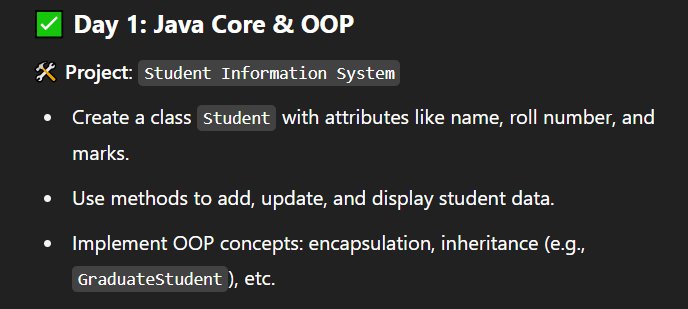 ✅ Day 1: Java Core & OOP
🛠 Project: Student Information System
• Create a class Student with attributes like name, roll number, and
marks.
• Use methods to add, update, and display student data.
• Implement OOP concepts: encapsulation, inheritance (e.g.,
GraduateStudent), etc.